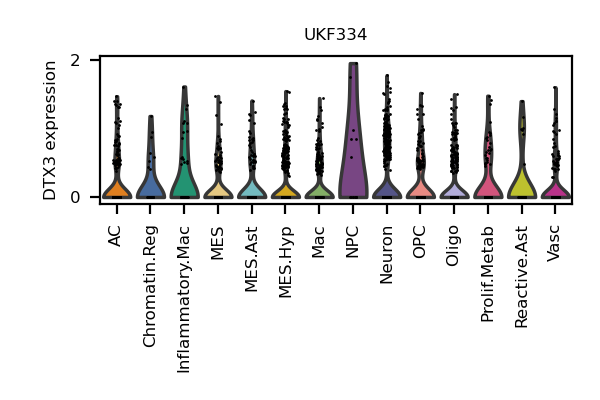 UKF334
DTX3 expression
2
0
AC
Chromatin.Reg
Inflammatory.Mac
MES
MES.Ast
MES.Hyp
Mac
NPC
Neuron
OPC
Oligo
Prolif.Metab
Reactive.Ast
Vasc